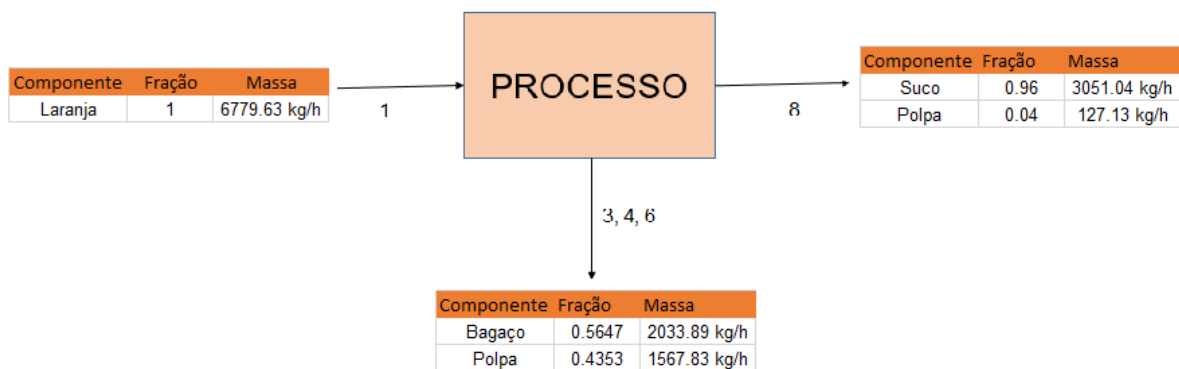 PROCESSO
Componente Fração Massa
Laranja 1 6779.63 kg/h
1
8
Componente Fração Massa
Suco 0.96 3051.04 kg/h
Polpa 0.04 127.13 kg/h
3, 4, 6
Componente Fração Massa
Bagaço 0.5647 2033.89 kg/h
Polpa 0.4353 1567.83 kg/h